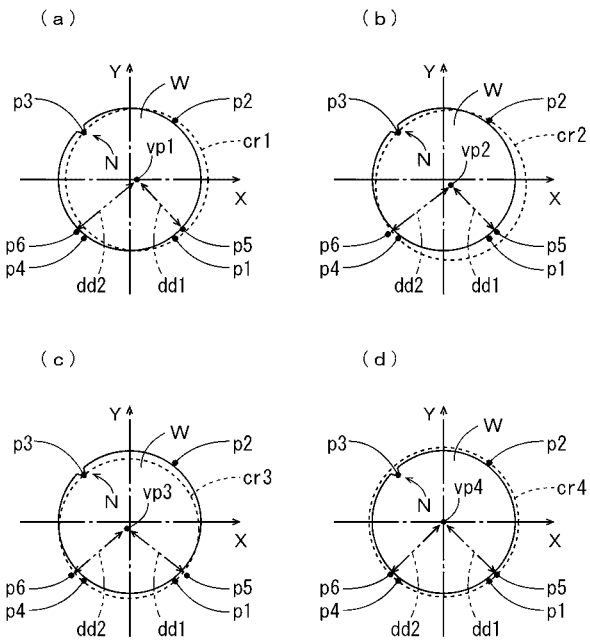 (a)
Y
W
p2
p3
cr1
N
vp1
X
p6
p5
p4
p1
dd2
dd1
(b)
Y
W
p2
p3
cr2
N
vp2
X
p6
p5
p4
p1
dd2
dd1
(c)
Y
W
p2
p3
cr3
N
vp3
X
p6
p5
p4
p1
dd2
dd1
(d)
Y
W
p2
p3
cr4
N
vp4
X
p6
p5
p4
p1
dd2
dd1